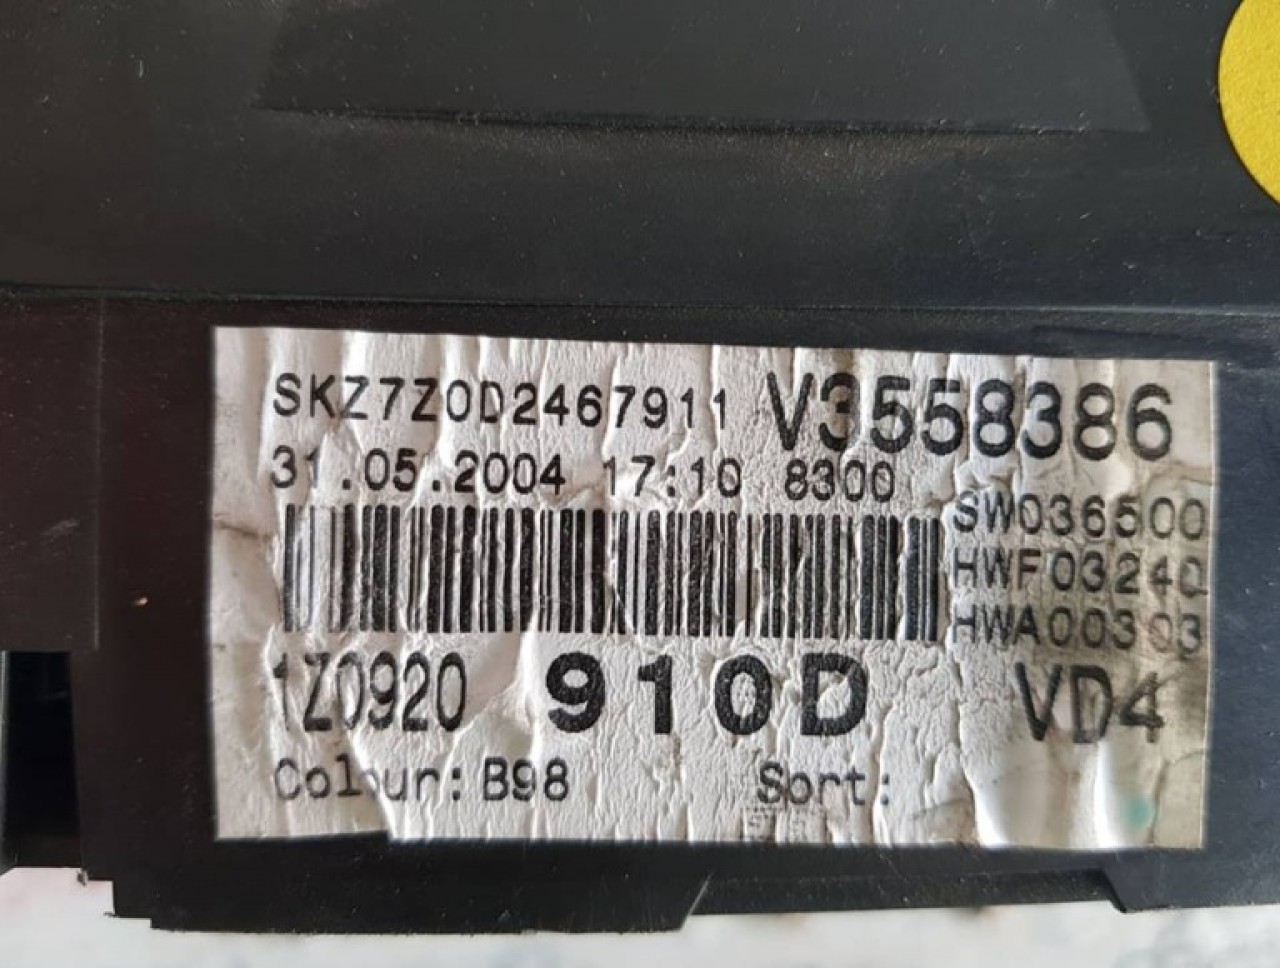 SKZ7Z0D2467911 V3558386
31.05.2004 17:10 8300
SW036500
HWF03240
HWA00303
1Z0920 910D VD4
Colour: B98 Sort: